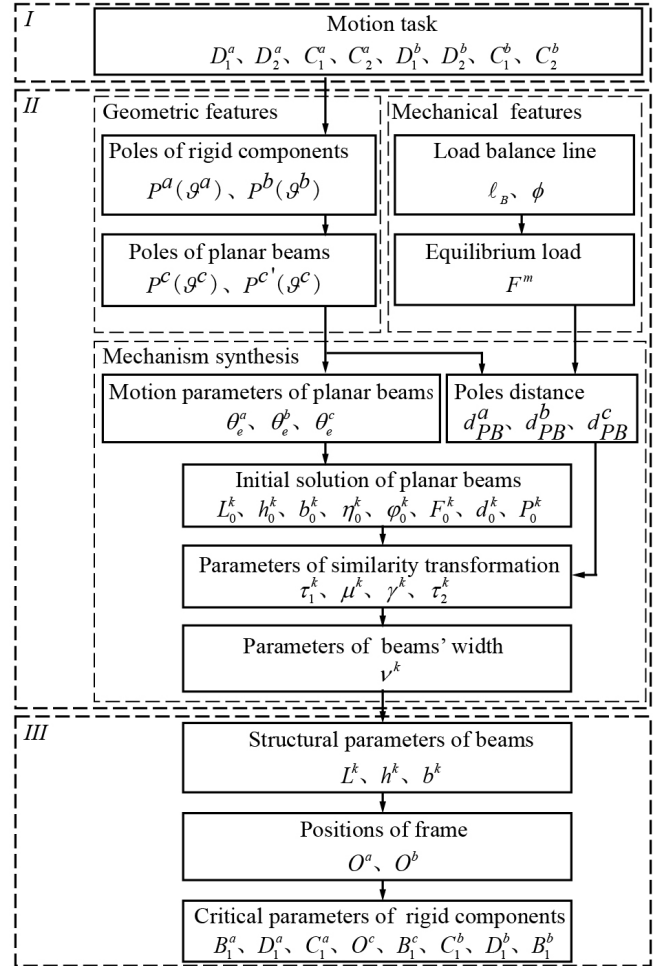 I
Motion task
D₁ᵃ、D₂ᵃ、C₁ᵃ、C₂ᵃ、D₁ᵇ、D₂ᵇ、C₁ᵇ、C₂ᵇ
II
Geometric features
Mechanical features
Poles of rigid components
Pᵃ(ϑᵃ)、Pᵇ(ϑᵇ)
Load balance line
ℓ_B、ϕ
Poles of planar beams
Pᶜ(ϑᶜ)、Pᶜ'(ϑᶜ)
Equilibrium load
Fᵐ
Mechanism synthesis
Motion parameters of planar beams
θₑᵃ、θₑᵇ、θₑᶜ
Poles distance
d_PBᵃ、d_PBᵇ、d_PBᶜ
Initial solution of planar beams
L₀ᵏ、h₀ᵏ、b₀ᵏ、η₀ᵏ、φ₀ᵏ、F₀ᵏ、d₀ᵏ、P₀ᵏ
Parameters of similarity transformation
τ₁ᵏ、μᵏ、γᵏ、τ₂ᵏ
Parameters of beams' width
νᵏ
III
Structural parameters of beams
Lᵏ、hᵏ、bᵏ
Positions of frame
Oᵃ、Oᵇ
Critical parameters of rigid components
B₁ᵃ、D₁ᵃ、C₁ᵃ、Oᶜ、B₁ᶜ、C₁ᵇ、D₁ᵇ、B₁ᵇ